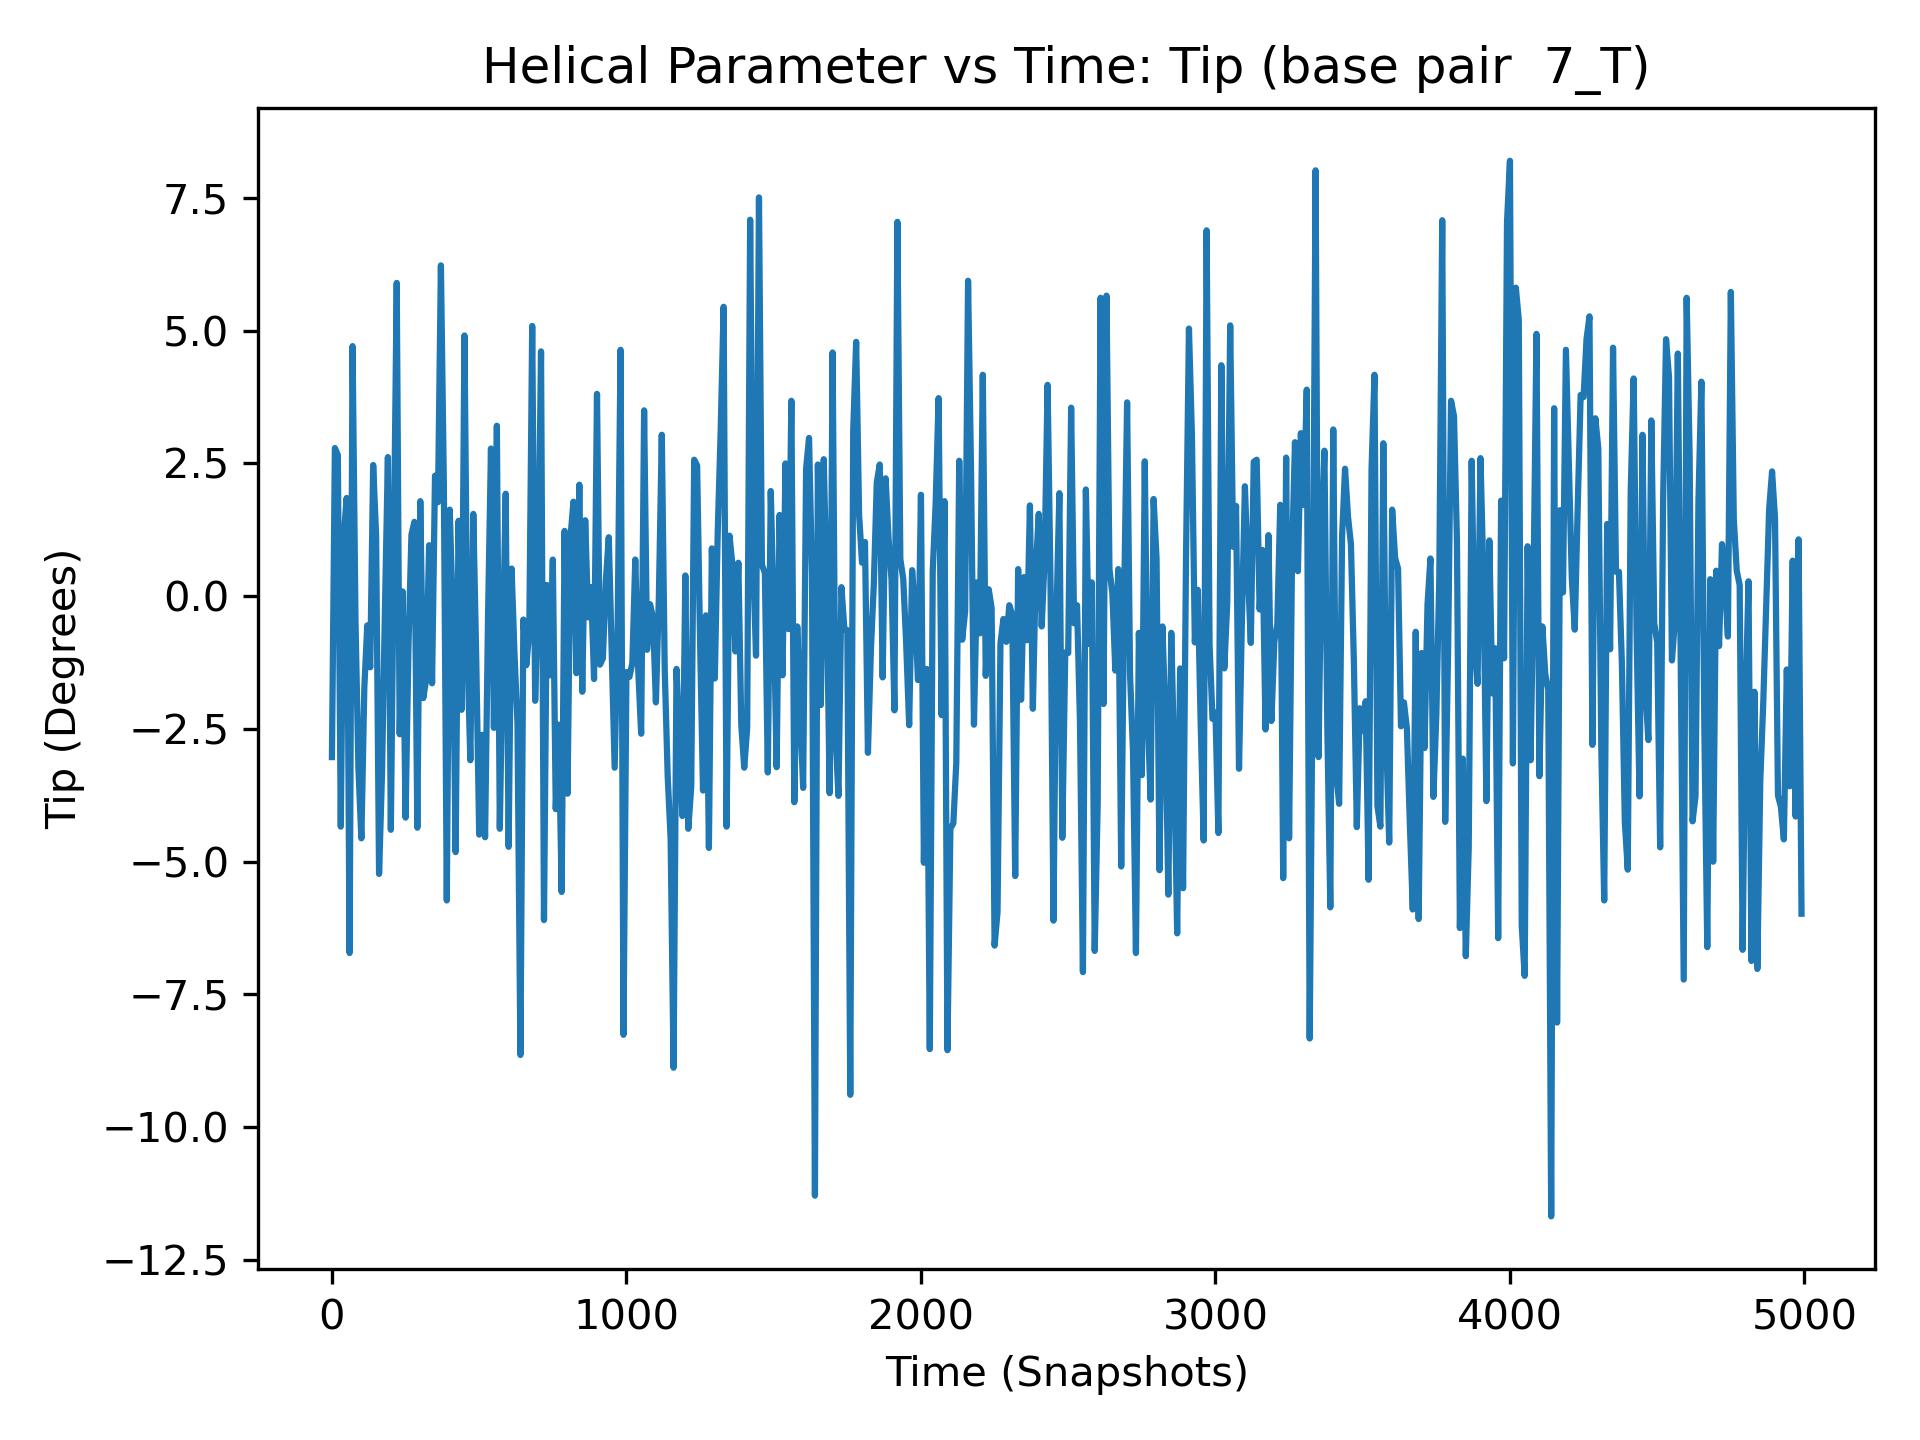 Helical Parameter vs Time: Tip (base pair  7_T)
7.5
5.0
2.5
0.0
−2.5
−5.0
−7.5
−10.0
−12.5
Tip (Degrees)
0 1000 2000 3000 4000 5000
Time (Snapshots)